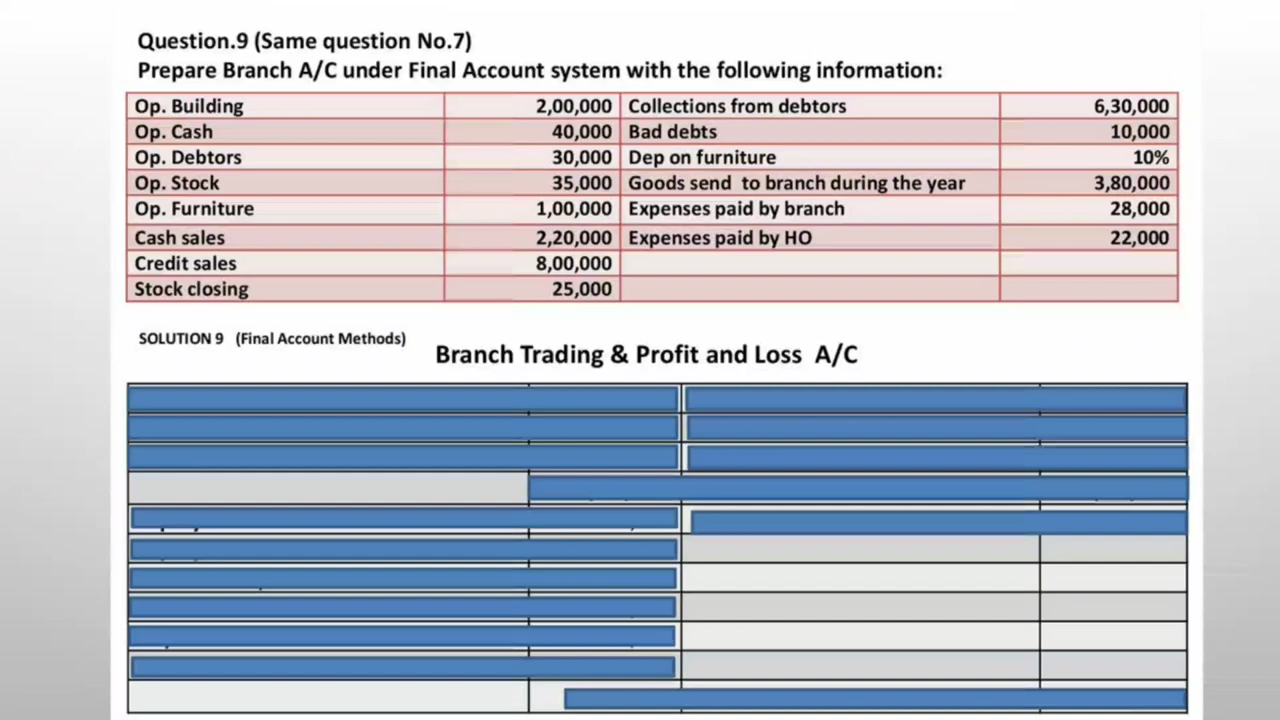 Question.9 (Same question No.7)
Prepare Branch A/C under Final Account system with the following information:
Op. Building 2,00,000 Collections from debtors 6,30,000
Op. Cash 40,000 Bad debts 10,000
Op. Debtors 30,000 Dep on furniture 10%
Op. Stock 35,000 Goods send to branch during the year 3,80,000
Op. Furniture 1,00,000 Expenses paid by branch 28,000
Cash sales 2,20,000 Expenses paid by HO 22,000
Credit sales 8,00,000
Stock closing 25,000
SOLUTION 9 (Final Account Methods)
Branch Trading & Profit and Loss A/C